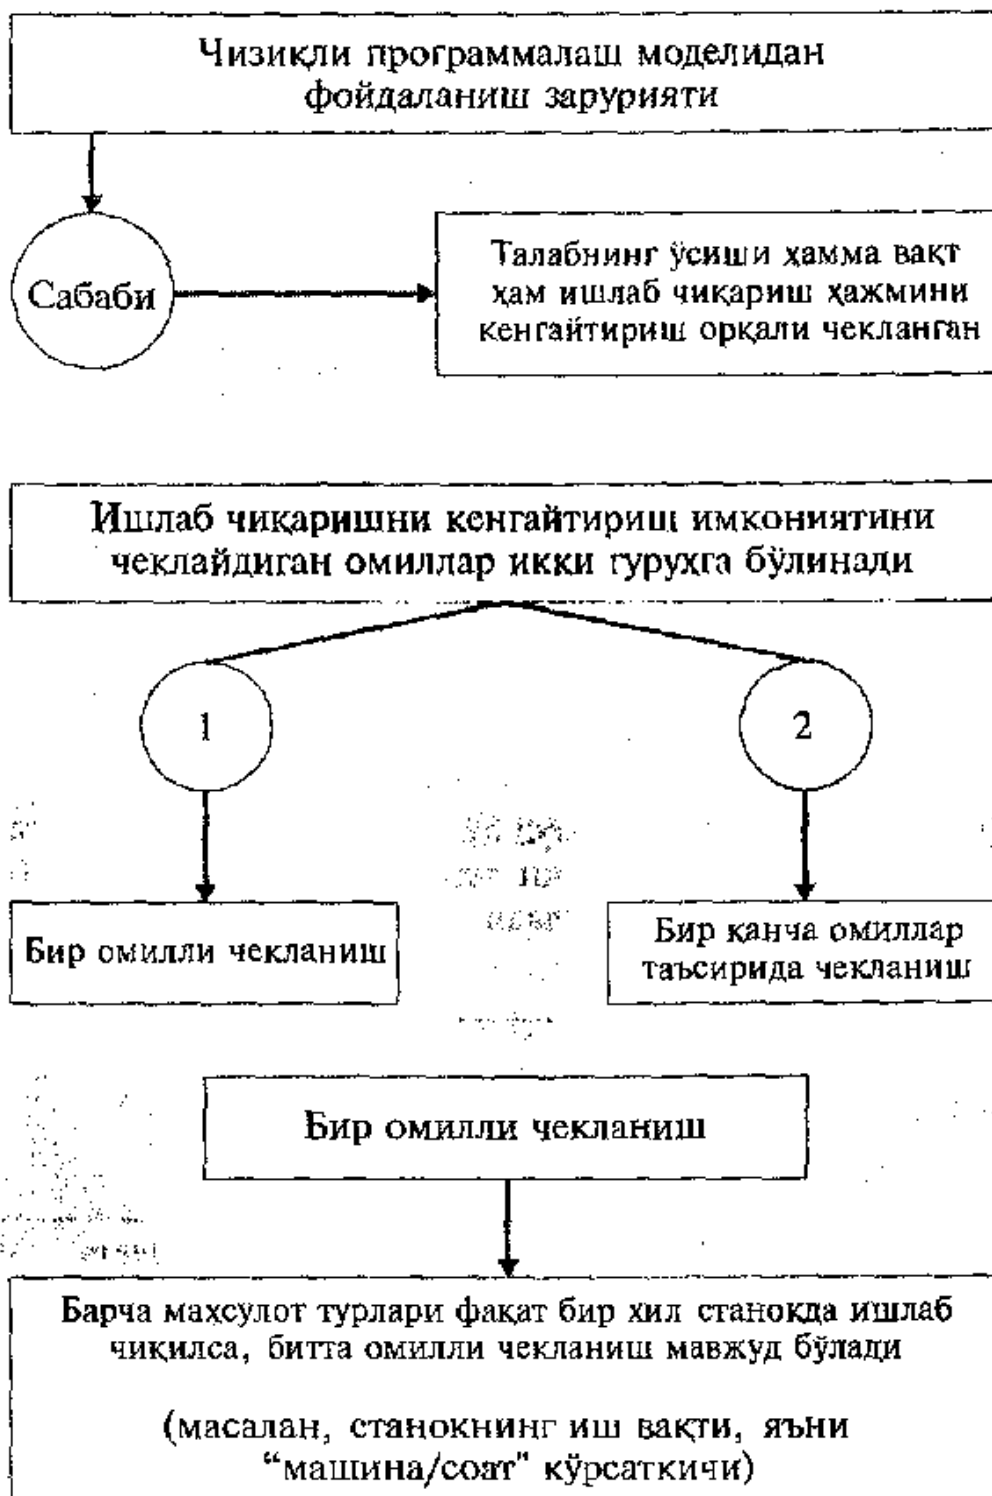 Чизиқли программалаш моделидан
фойдаланиш зарурияти
Сабаби
Талабнинг ўсиши ҳамма вақт
ҳам ишлаб чиқариш ҳажмини
кенгайтириш орқали чекланган
Ишлаб чиқаришни кенгайтириш имкониятини
чеклайдиган омиллар икки гуруҳга бўлинади
1
2
Бир омилли чекланиш
Бир қанча омиллар
таъсирида чекланиш
Бир омилли чекланиш
Барча маҳсулот турлари фақат бир хил станокда ишлаб
чиқилса, битта омилли чекланиш мавжуд бўлади
(масалан, станокнинг иш вақти, яъни
“машина/соат" кўрсаткичи)